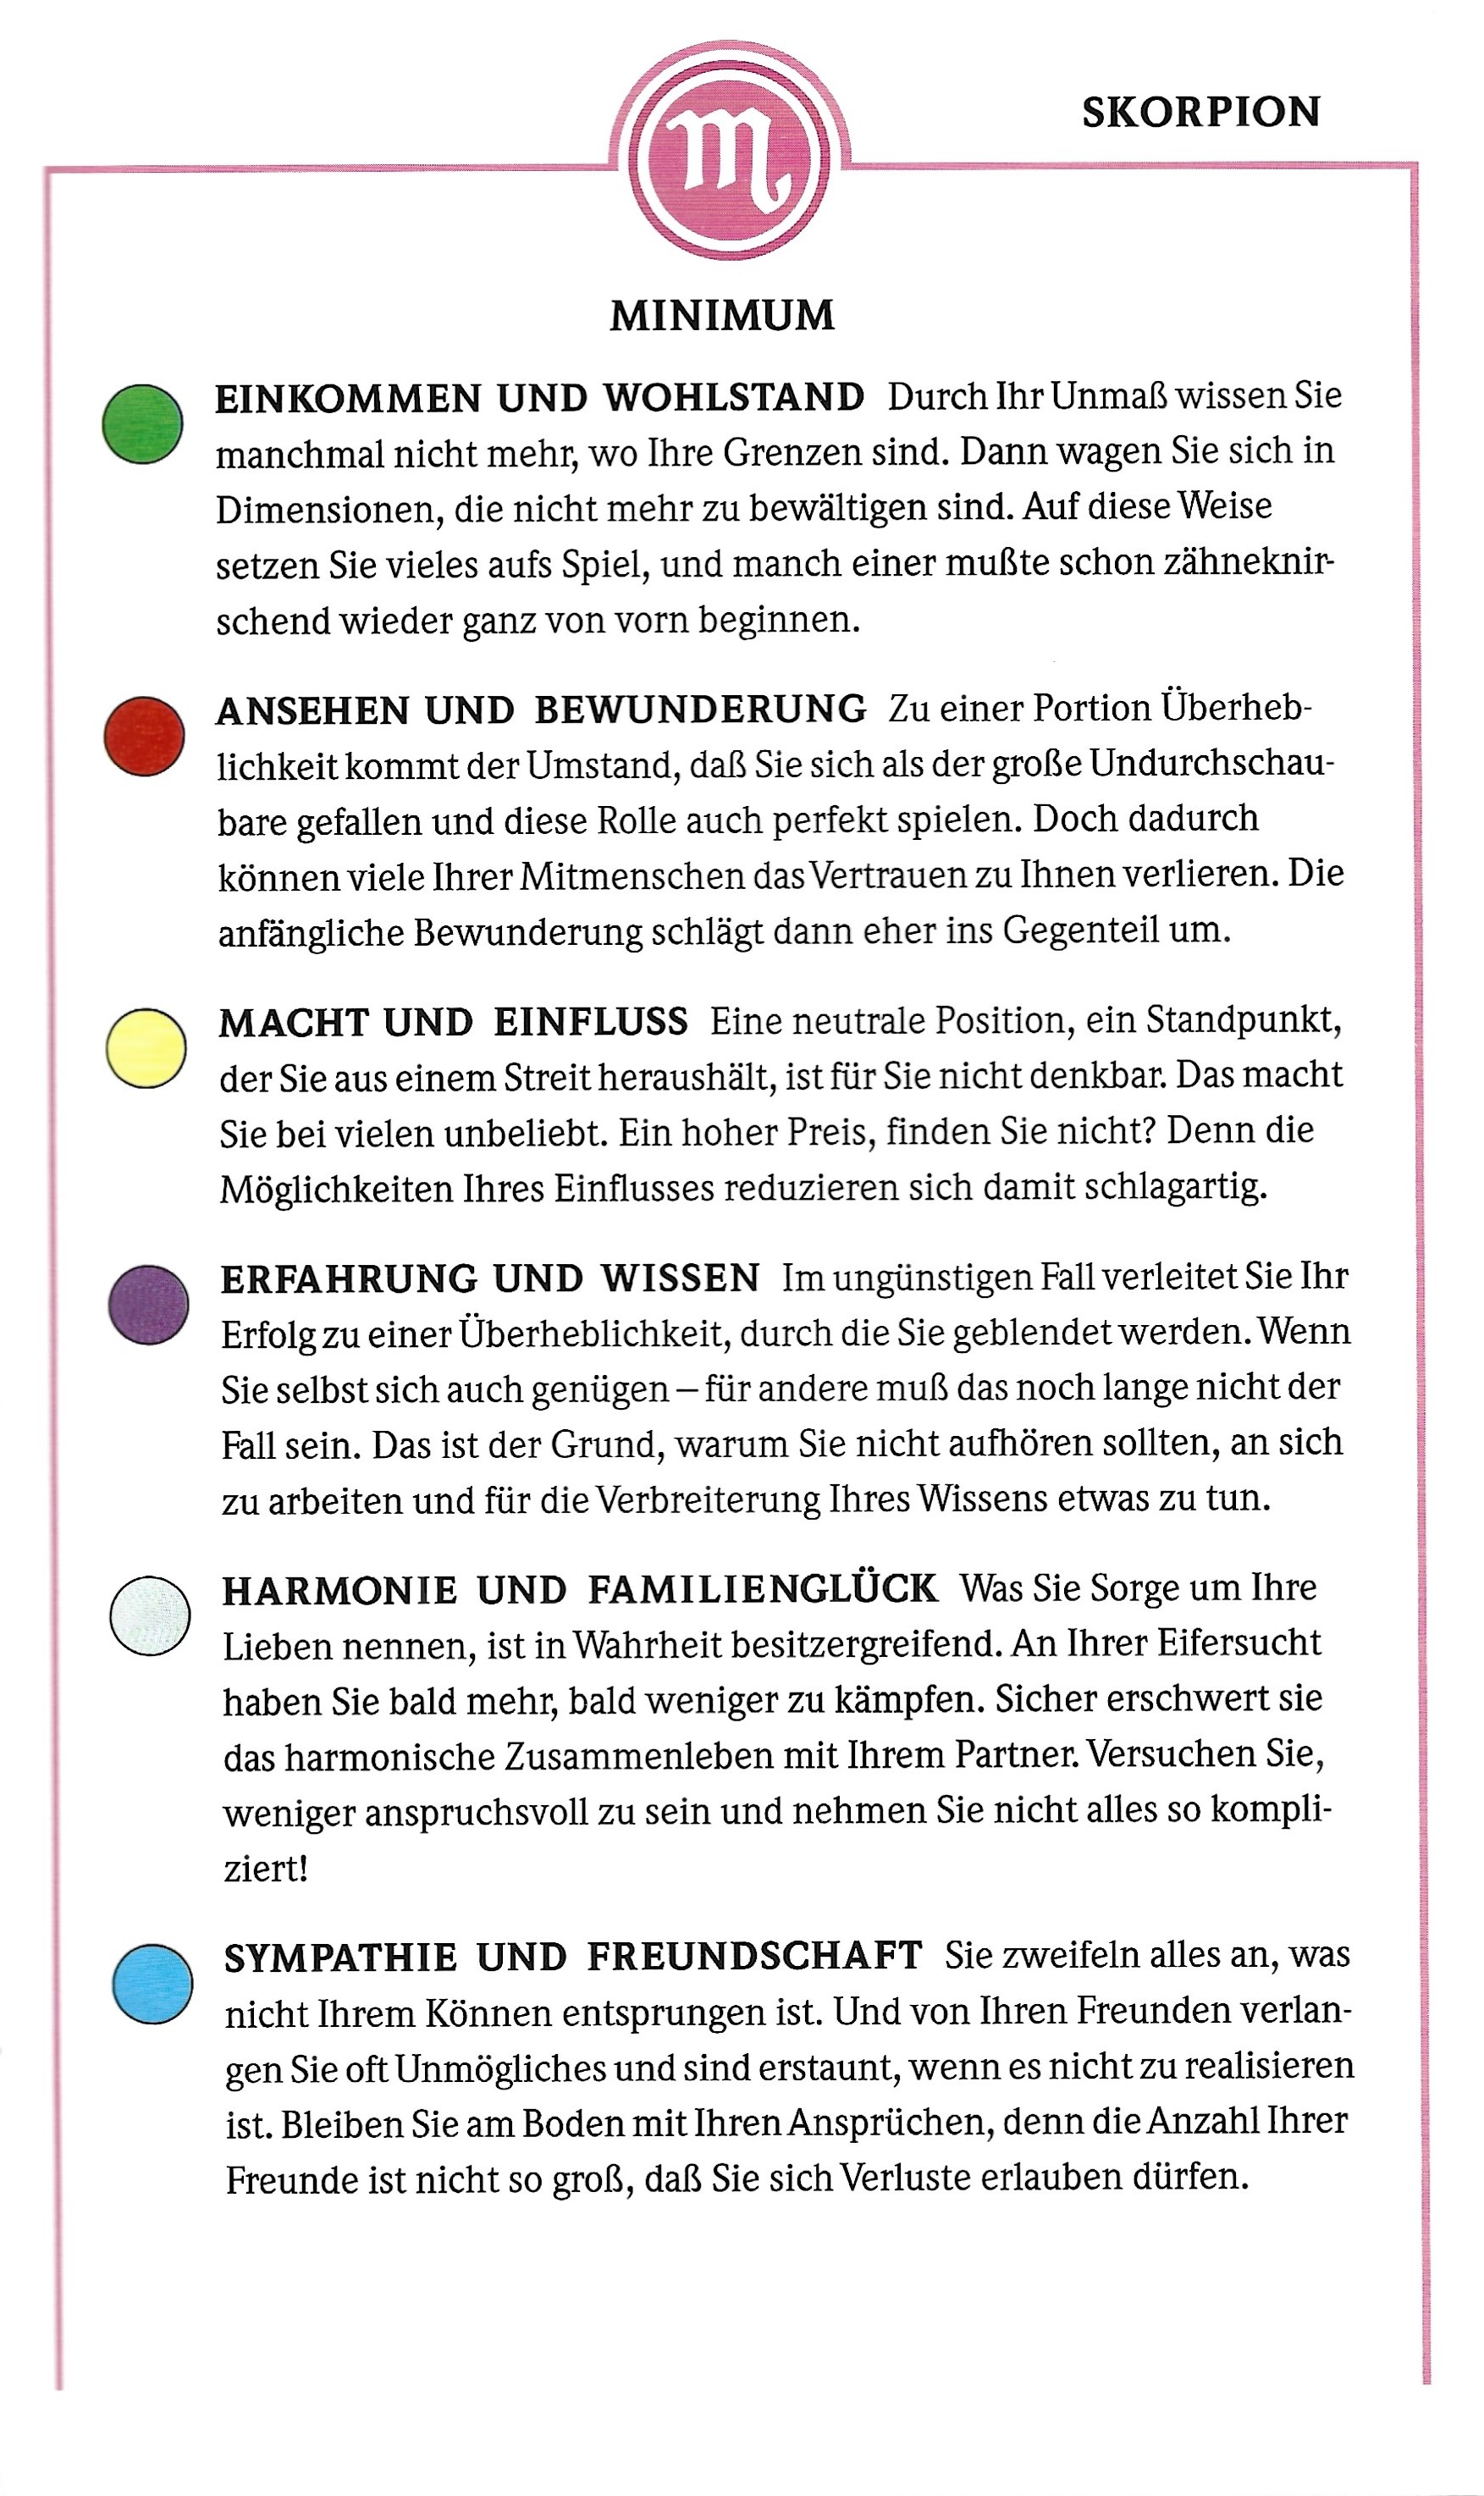 SKORPION
m
MINIMUM
EINKOMMEN UND WOHLSTAND Durch Ihr Unmaß wissen Sie
manchmal nicht mehr, wo Ihre Grenzen sind. Dann wagen Sie sich in
Dimensionen, die nicht mehr zu bewältigen sind. Auf diese Weise
setzen Sie vieles aufs Spiel, und manch einer mußte schon zähneknir-
schend wieder ganz von vorn beginnen.
ANSEHEN UND BEWUNDERUNG Zu einer Portion Überheb-
lichkeit kommt der Umstand, daß Sie sich als der große Undurchschau-
bare gefallen und diese Rolle auch perfekt spielen. Doch dadurch
können viele Ihrer Mitmenschen das Vertrauen zu Ihnen verlieren. Die
anfängliche Bewunderung schlägt dann eher ins Gegenteil um.
MACHT UND EINFLUSS Eine neutrale Position, ein Standpunkt,
der Sie aus einem Streit heraushält, ist für Sie nicht denkbar. Das macht
Sie bei vielen unbeliebt. Ein hoher Preis, finden Sie nicht? Denn die
Möglichkeiten Ihres Einflusses reduzieren sich damit schlagartig.
ERFAHRUNG UND WISSEN Im ungünstigen Fall verleitet Sie Ihr
Erfolg zu einer Überheblichkeit, durch die Sie geblendet werden. Wenn
Sie selbst sich auch genügen – für andere muß das noch lange nicht der
Fall sein. Das ist der Grund, warum Sie nicht aufhören sollten, an sich
zu arbeiten und für die Verbreiterung Ihres Wissens etwas zu tun.
HARMONIE UND FAMILIENGLÜCK Was Sie Sorge um Ihre
Lieben nennen, ist in Wahrheit besitzergreifend. An Ihrer Eifersucht
haben Sie bald mehr, bald weniger zu kämpfen. Sicher erschwert sie
das harmonische Zusammenleben mit Ihrem Partner. Versuchen Sie,
weniger anspruchsvoll zu sein und nehmen Sie nicht alles so kompli-
ziert!
SYMPATHIE UND FREUNDSCHAFT Sie zweifeln alles an, was
nicht Ihrem Können entsprungen ist. Und von Ihren Freunden verlan-
gen Sie oft Unmögliches und sind erstaunt, wenn es nicht zu realisieren
ist. Bleiben Sie am Boden mit Ihren Ansprüchen, denn die Anzahl Ihrer
Freunde ist nicht so groß, daß Sie sich Verluste erlauben dürfen.